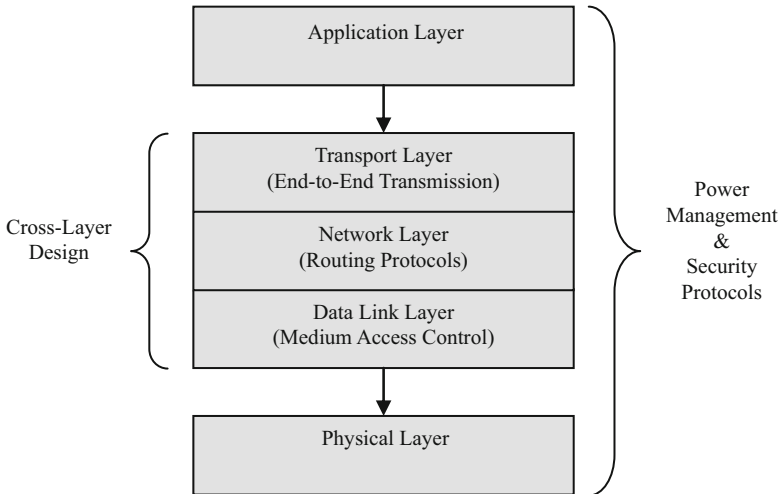 Application Layer
Transport Layer
(End-to-End Transmission)
Network Layer
(Routing Protocols)
Data Link Layer
(Medium Access Control)
Physical Layer
Cross-Layer
Design
Power
Management
&
Security
Protocols